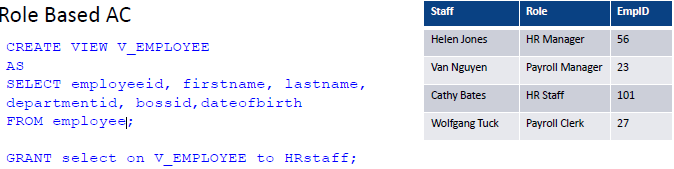 Role Based AC
CREATE VIEW V_EMPLOYEE
AS
SELECT employeeid, firstname, lastname,
departmentid, bossid,dateofbirth
FROM employee;
GRANT select on V_EMPLOYEE to HRstaff;
Staff Role EmpID
Helen Jones HR Manager 56
Van Nguyen Payroll Manager 23
Cathy Bates HR Staff 101
Wolfgang Tuck Payroll Clerk 27